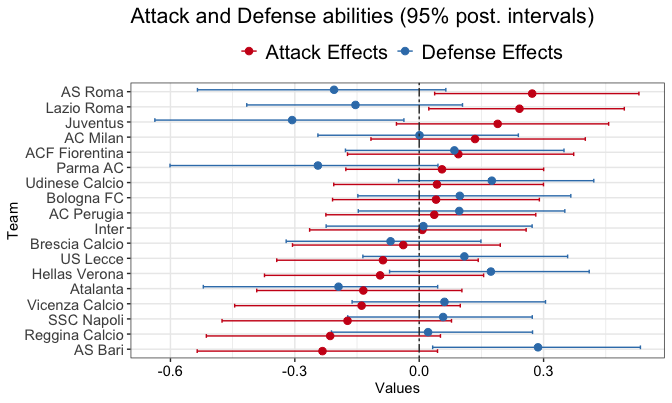 Attack and Defense abilities (95% post. intervals)
Attack Effects Defense Effects
AS Roma
Lazio Roma
Juventus
AC Milan
ACF Fiorentina
Parma AC
Udinese Calcio
Bologna FC
AC Perugia
Inter
Brescia Calcio
US Lecce
Hellas Verona
Atalanta
Vicenza Calcio
SSC Napoli
Reggina Calcio
AS Bari
Team
-0.6 -0.3 0.0 0.3
Values